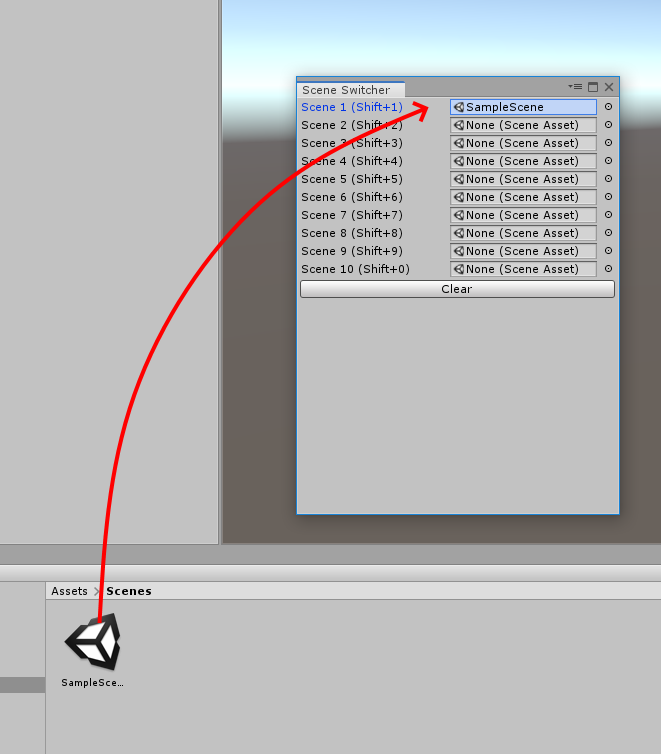 Scene Switcher
Scene 1 (Shift+1) SampleScene
Scene 2 (Shift+2) None (Scene Asset)
Scene 3 (Shift+3) None (Scene Asset)
Scene 4 (Shift+4) None (Scene Asset)
Scene 5 (Shift+5) None (Scene Asset)
Scene 6 (Shift+6) None (Scene Asset)
Scene 7 (Shift+7) None (Scene Asset)
Scene 8 (Shift+8) None (Scene Asset)
Scene 9 (Shift+9) None (Scene Asset)
Scene 10 (Shift+0) None (Scene Asset)
Clear
Assets > Scenes
SampleSce...